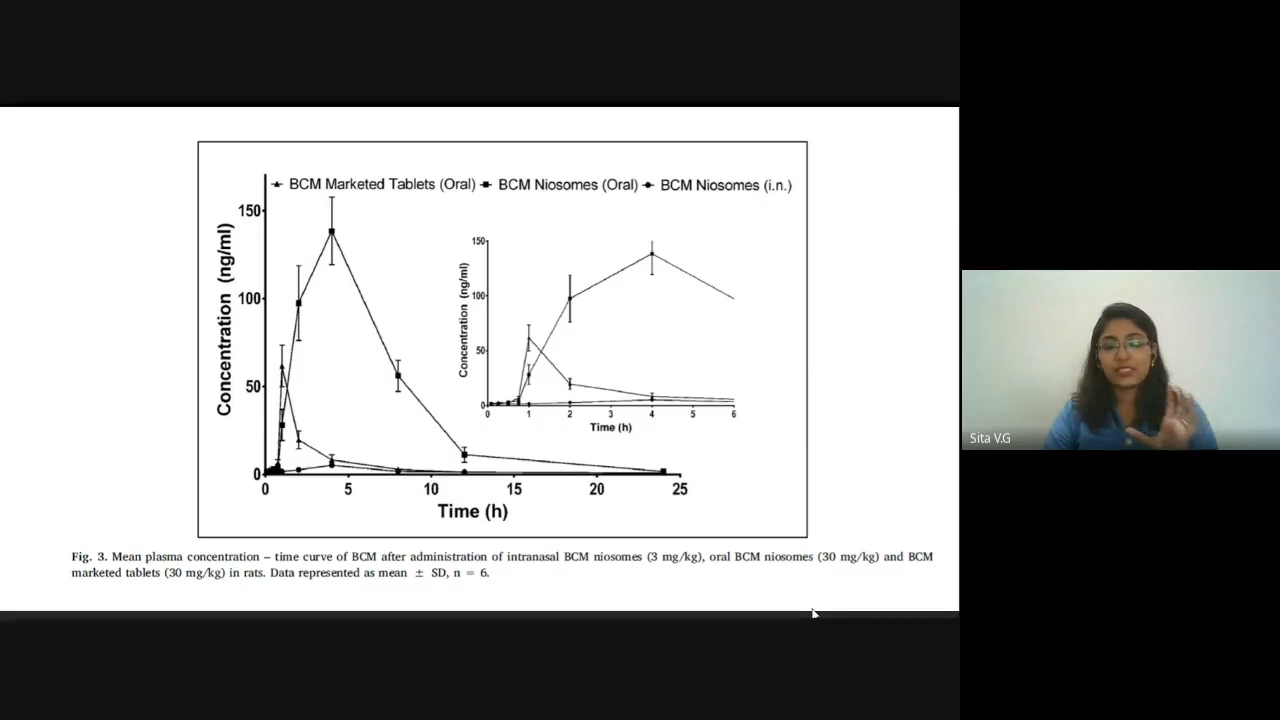 BCM Marketed Tablets (Oral) BCM Niosomes (Oral) BCM Niosomes (i.n.)
Concentration (ng/ml)
150
100
50
0
0 5 10 15 20 25
Time (h)
Concentration (ng/ml)
150
100
50
0
0 1 2 3 4 5 6
Time (h)
Fig. 3. Mean plasma concentration – time curve of BCM after administration of intranasal BCM niosomes (3 mg/kg), oral BCM niosomes (30 mg/kg) and BCM
marketed tablets (30 mg/kg) in rats. Data represented as mean ± SD, n = 6.
Sita V.G